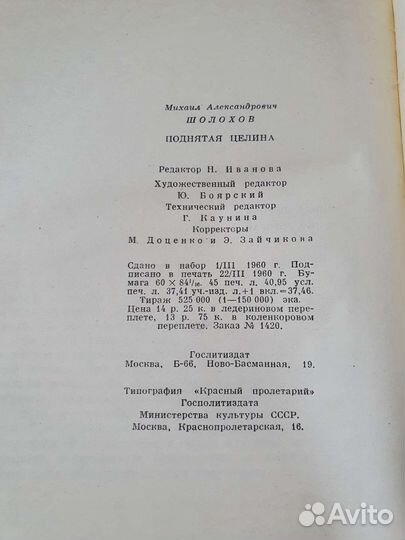 Михаил Александрович
ШОЛОХОВ
ПОДНЯТАЯ ЦЕЛИНА
Редактор Н. Иванова
Художественный редактор
Ю. Боярский
Технический редактор
Г. Каунина
Корректоры
М. Доценко и Э. Зайчикова
Сдано в набор 1/III 1960 г. Под-
писано в печать 22/III 1960 г. Бу-
мага 60 × 84 1/16. 45 печ. л. 40,95 усл.
печ. л. 37,41 уч.-изд. л.+1 вкл.=37,46.
Тираж 525 000 (1—150 000) экз.
Цена 14 р. 25 к. в ледериновом пере-
плете, 13 р. 75 к. в коленкоровом
переплете. Заказ № 1420.
Гослитиздат
Москва, Б-66, Ново-Басманная, 19.
Типография «Красный пролетарий»
Госполитиздата
Министерства культуры СССР.
Москва, Краснопролетарская, 16.
Avito